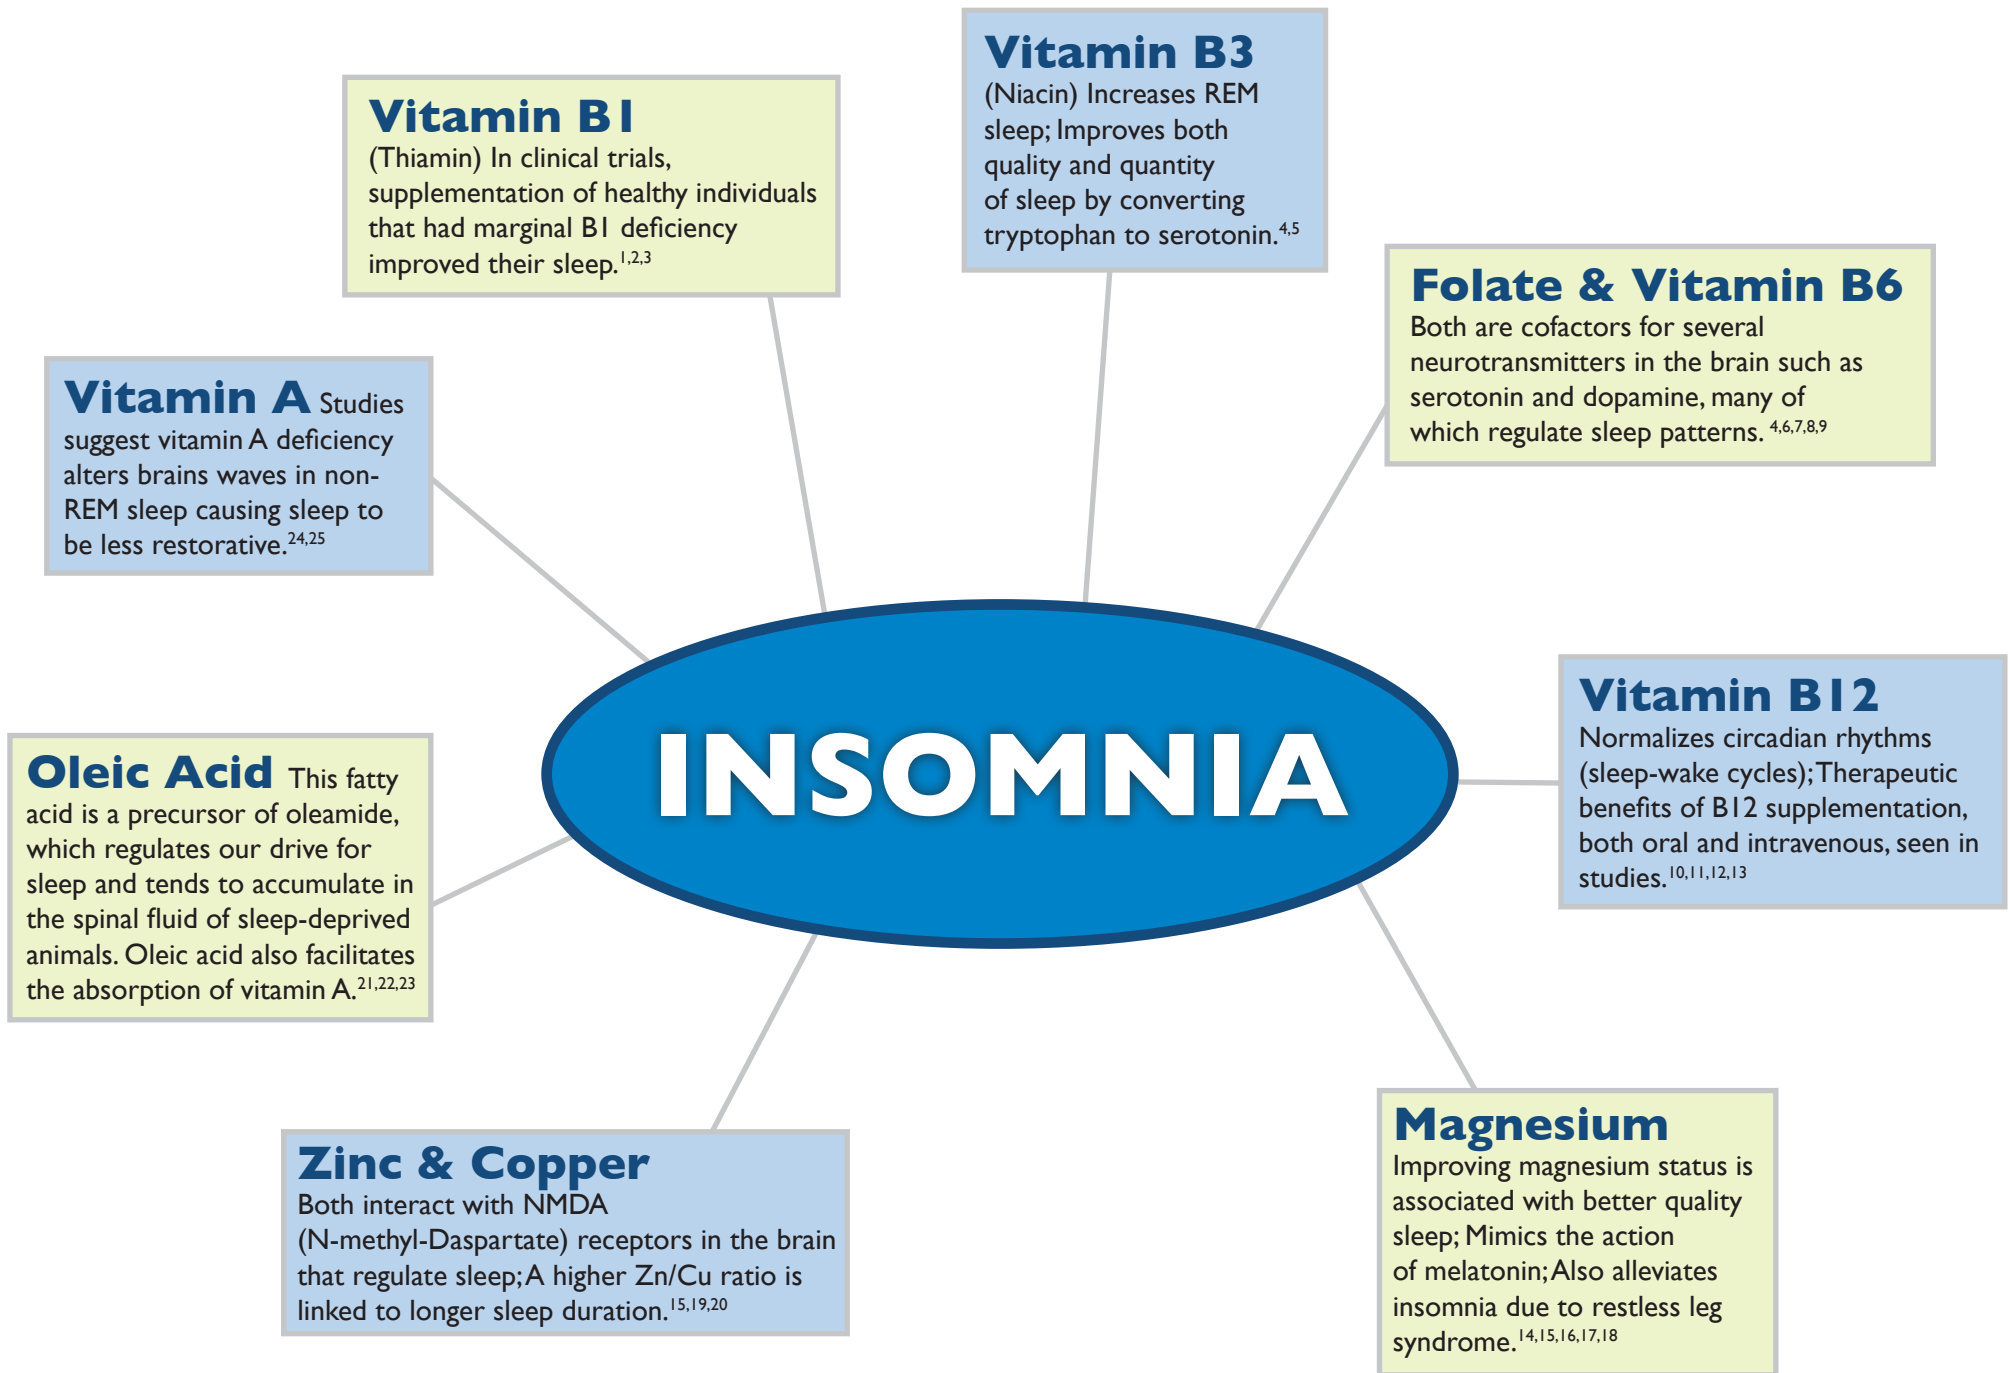 Vitamin B3
(Niacin) Increases REM
sleep; Improves both
quality and quantity
of sleep by converting
tryptophan to serotonin.4,5
Vitamin B1
(Thiamin) In clinical trials,
supplementation of healthy individuals
that had marginal B1 deficiency
improved their sleep.1,2,3
Folate & Vitamin B6
Both are cofactors for several
neurotransmitters in the brain such as
serotonin and dopamine, many of
which regulate sleep patterns. 4,6,7,8,9
Vitamin A Studies
suggest vitamin A deficiency
alters brains waves in non-
REM sleep causing sleep to
be less restorative.24,25
INSOMNIA
Vitamin B12
Normalizes circadian rhythms
(sleep-wake cycles); Therapeutic
benefits of B12 supplementation,
both oral and intravenous, seen in
studies.10,11,12,13
Oleic Acid This fatty
acid is a precursor of oleamide,
which regulates our drive for
sleep and tends to accumulate in
the spinal fluid of sleep-deprived
animals. Oleic acid also facilitates
the absorption of vitamin A.21,22,23
Zinc & Copper
Both interact with NMDA
(N-methyl-Daspartate) receptors in the brain
that regulate sleep; A higher Zn/Cu ratio is
linked to longer sleep duration.15,19,20
Magnesium
Improving magnesium status is
associated with better quality
sleep; Mimics the action
of melatonin; Also alleviates
insomnia due to restless leg
syndrome.14,15,16,17,18